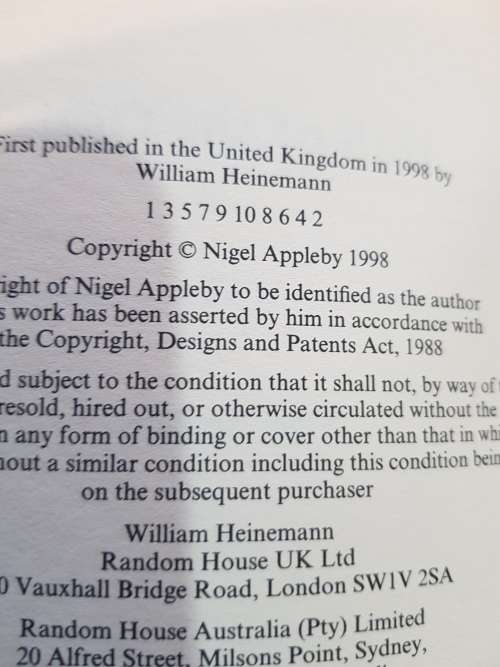 First published in the United Kingdom in 1998 by
William Heinemann
1 3 5 7 9 10 8 6 4 2
Copyright © Nigel Appleby 1998
ight of Nigel Appleby to be identified as the author
s work has been asserted by him in accordance with
the Copyright, Designs and Patents Act, 1988
d subject to the condition that it shall not, by way of
resold, hired out, or otherwise circulated without the
n any form of binding or cover other than that in whi
hout a similar condition including this condition bein
on the subsequent purchaser
William Heinemann
Random House UK Ltd
0 Vauxhall Bridge Road, London SW1V 2SA
Random House Australia (Pty) Limited
20 Alfred Street, Milsons Point, Sydney,